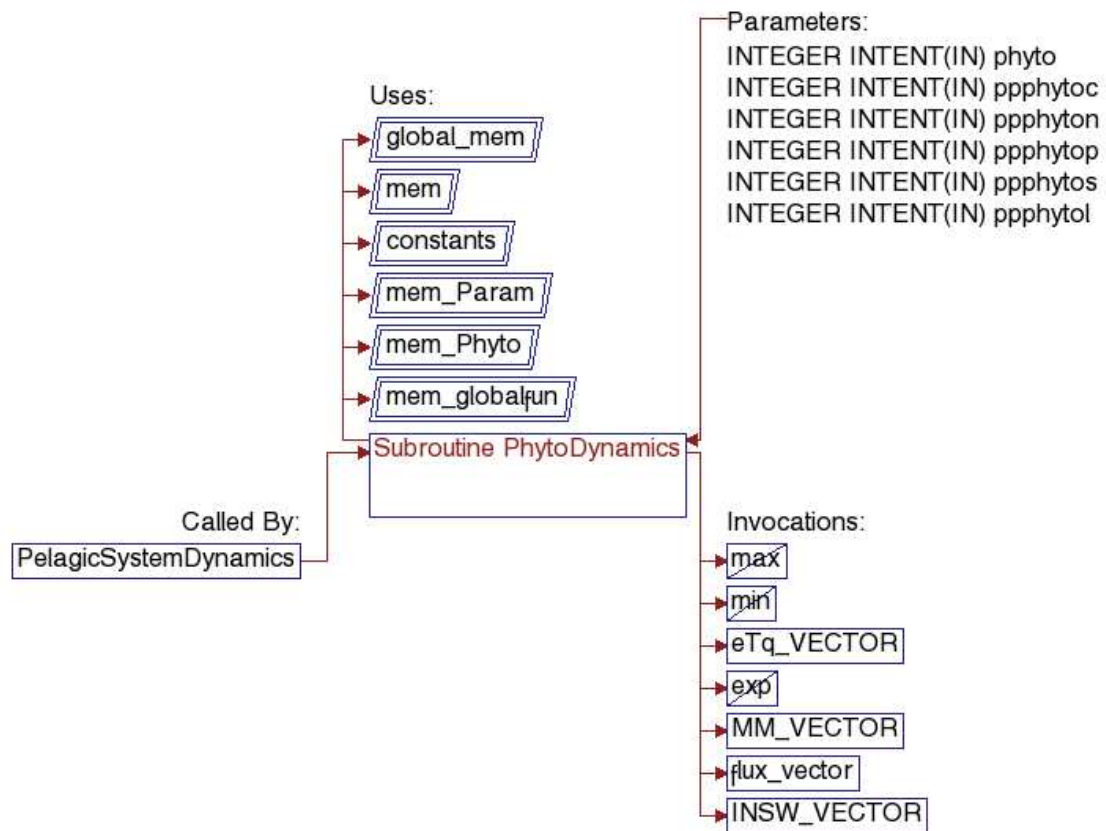 Parameters:
INTEGER INTENT(IN) phyto
INTEGER INTENT(IN) ppphytoc
INTEGER INTENT(IN) ppphyton
INTEGER INTENT(IN) ppphytop
INTEGER INTENT(IN) ppphytos
INTEGER INTENT(IN) ppphytol
Uses:
global_mem
mem
constants
mem_Param
mem_Phyto
mem_globalfun
Subroutine PhytoDynamics
Called By:
PelagicSystemDynamics
Invocations:
max
min
eTq_VECTOR
exp
MM_VECTOR
flux_vector
INSW_VECTOR